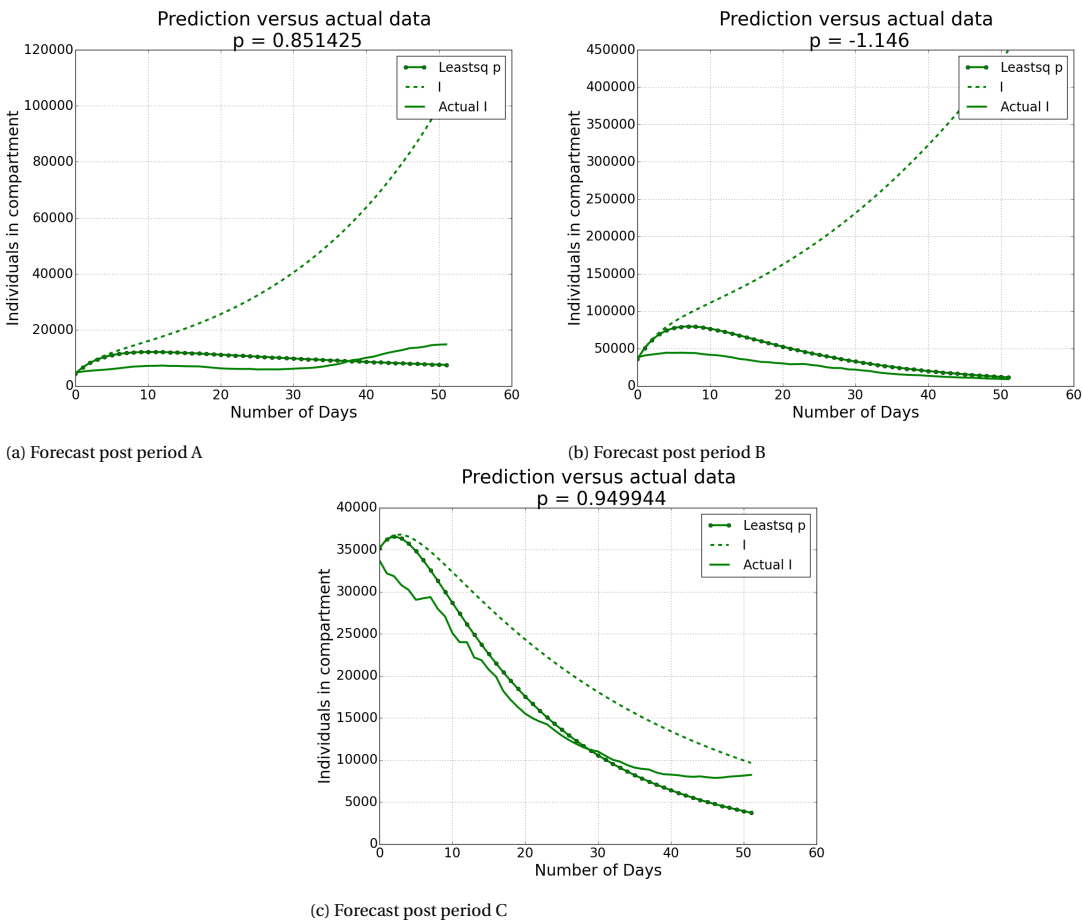 Prediction versus actual data
p = 0.851425
120000
100000
80000
60000
40000
20000
0
Individuals in compartment
Leastsq p
I
Actual I
0 10 20 30 40 50 60
Number of Days
(a) Forecast post period A
Prediction versus actual data
p = -1.146
450000
400000
350000
300000
250000
200000
150000
100000
50000
0
Individuals in compartment
Leastsq p
I
Actual I
0 10 20 30 40 50 60
Number of Days
(b) Forecast post period B
Prediction versus actual data
p = 0.949944
40000
35000
30000
25000
20000
15000
10000
5000
0
Individuals in compartment
Leastsq p
I
Actual I
0 10 20 30 40 50 60
Number of Days
(c) Forecast post period C